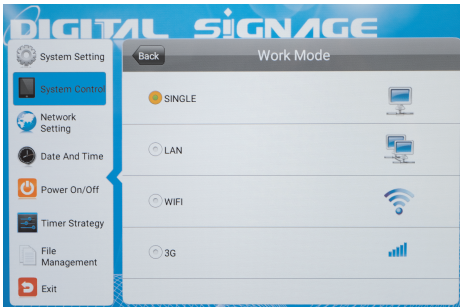 DIGITAL SIGNAGE
System Setting
Back
Work Mode
System Control
SINGLE
Network
Setting
LAN
Date And Time
Power On/Off
WIFI
Timer Strategy
File
Management
3G
Exit